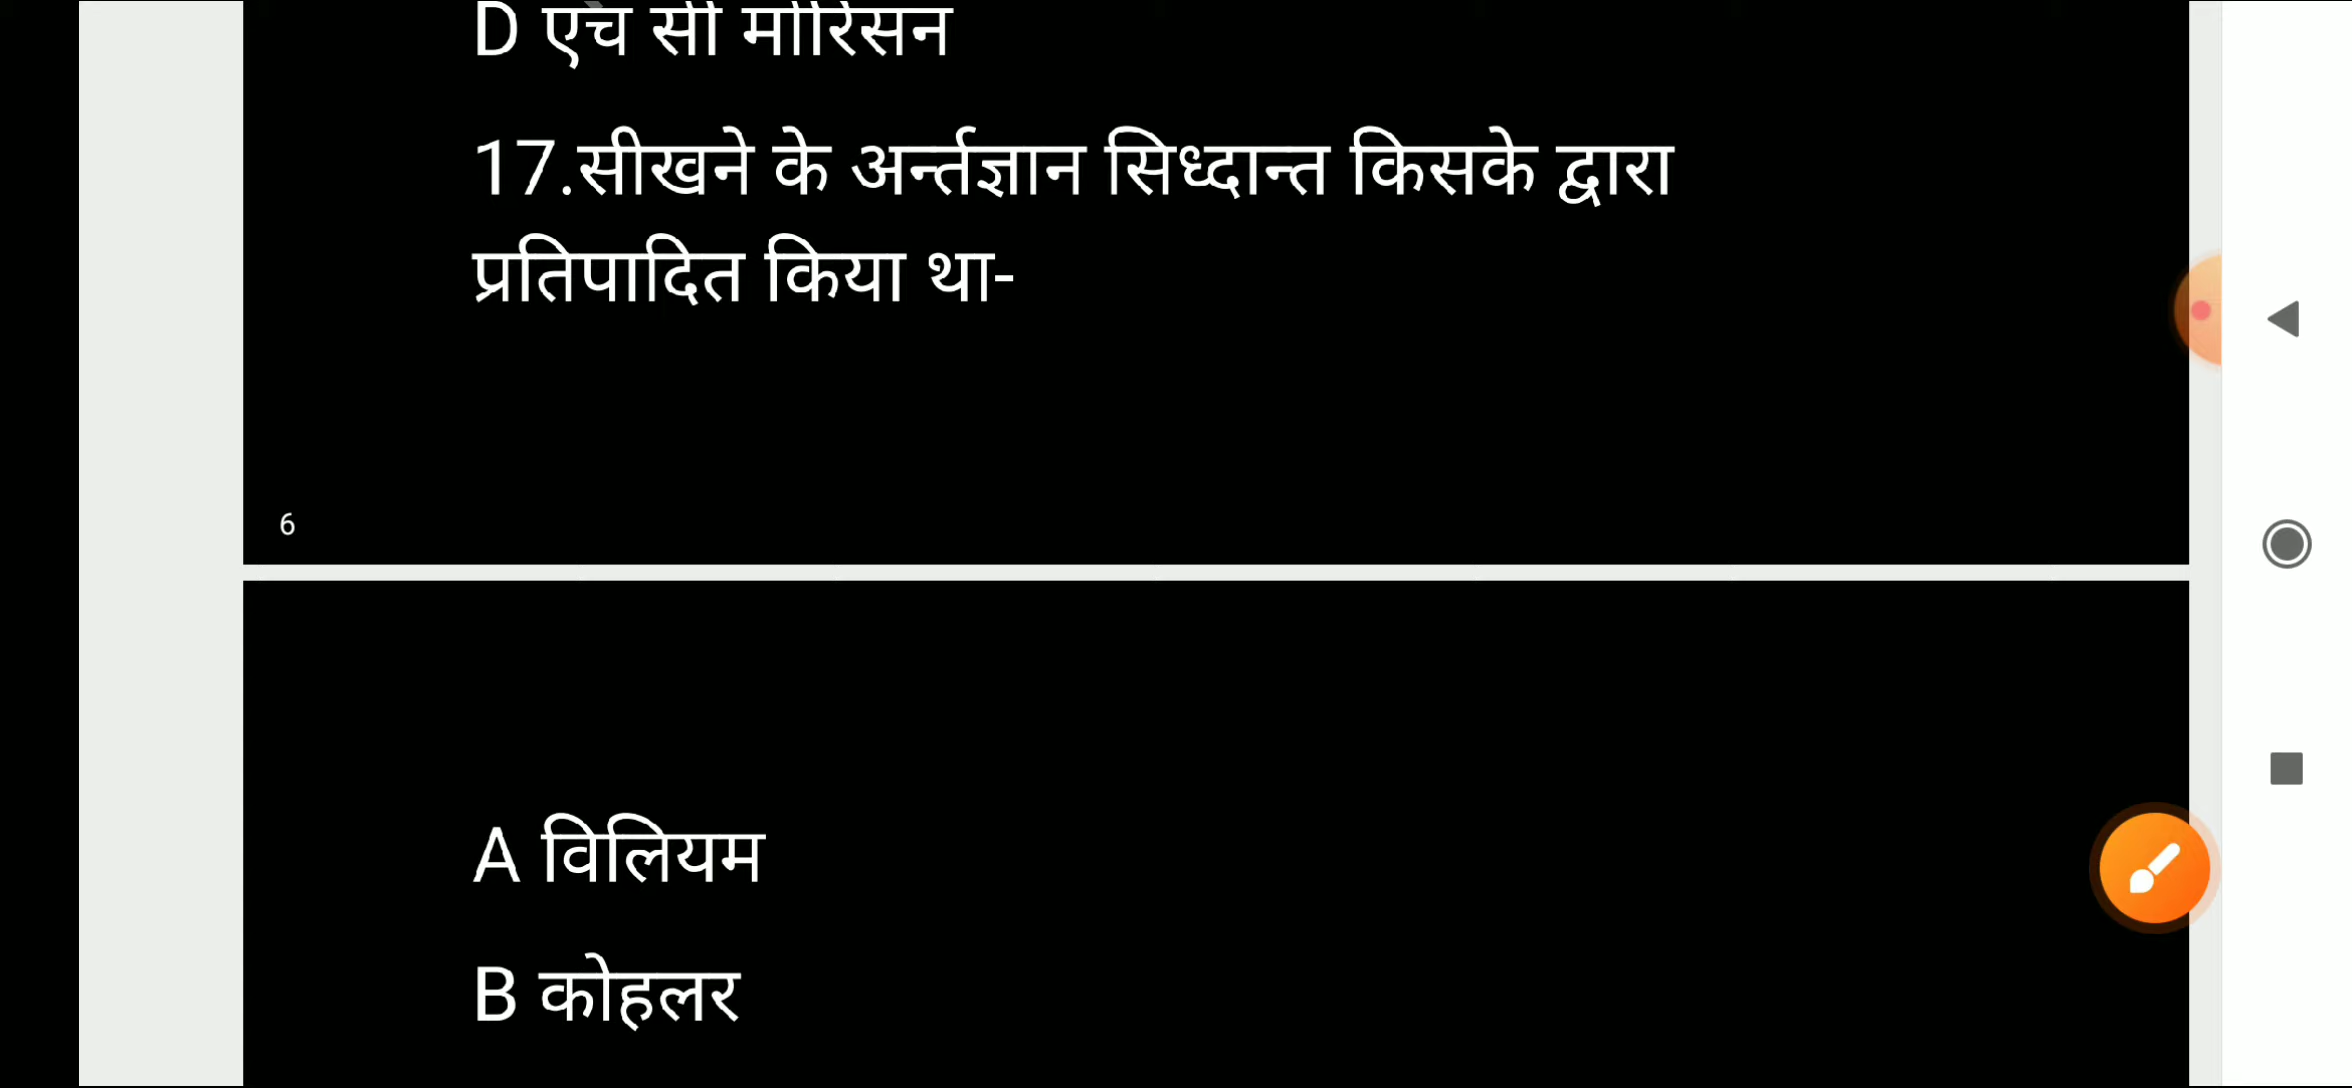 D एच सी मोरिसन
17.सीखने के अर्न्तज्ञान सिध्दान्त किसके द्वारा
प्रतिपादित किया था-
6
A विलियम
B कोहलर